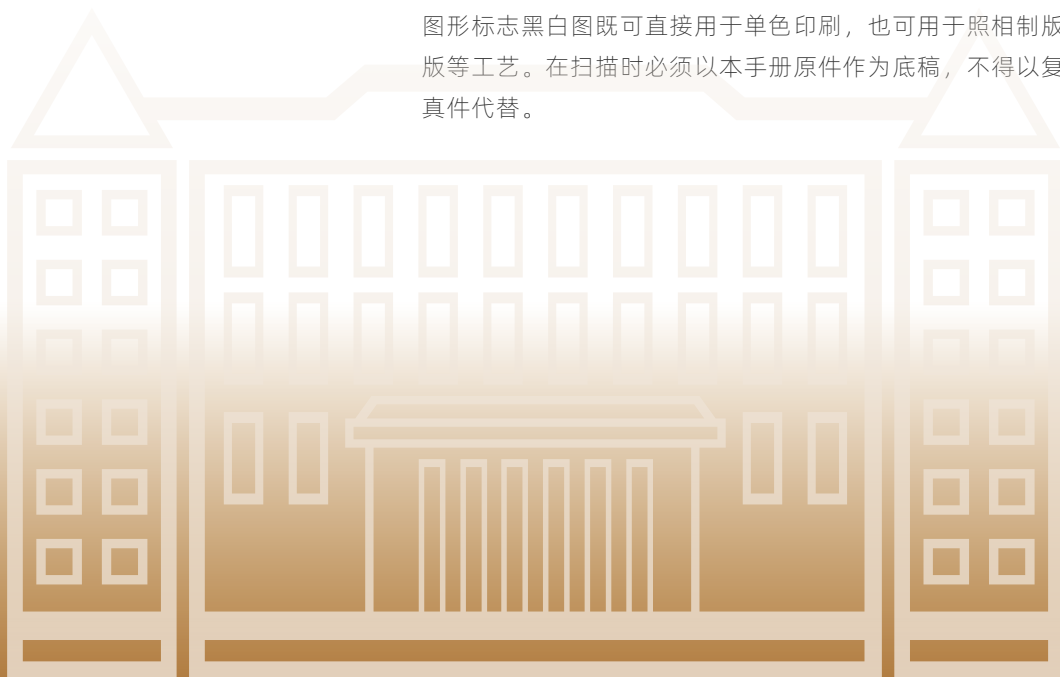 图形标志黑白图既可直接用于单色印刷，也可用于照相制版
版等工艺。在扫描时必须以本手册原件作为底稿，不得以复
真件代替。